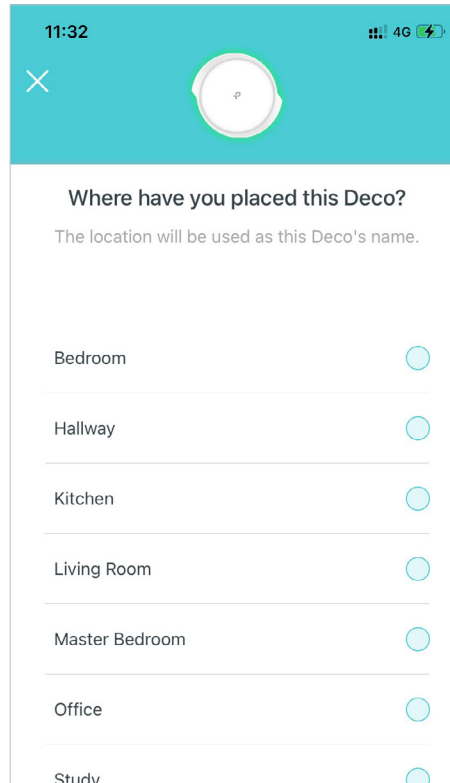 11:32
4G
Where have you placed this Deco?
The location will be used as this Deco's name.
Bedroom
Hallway
Kitchen
Living Room
Master Bedroom
Office
Study